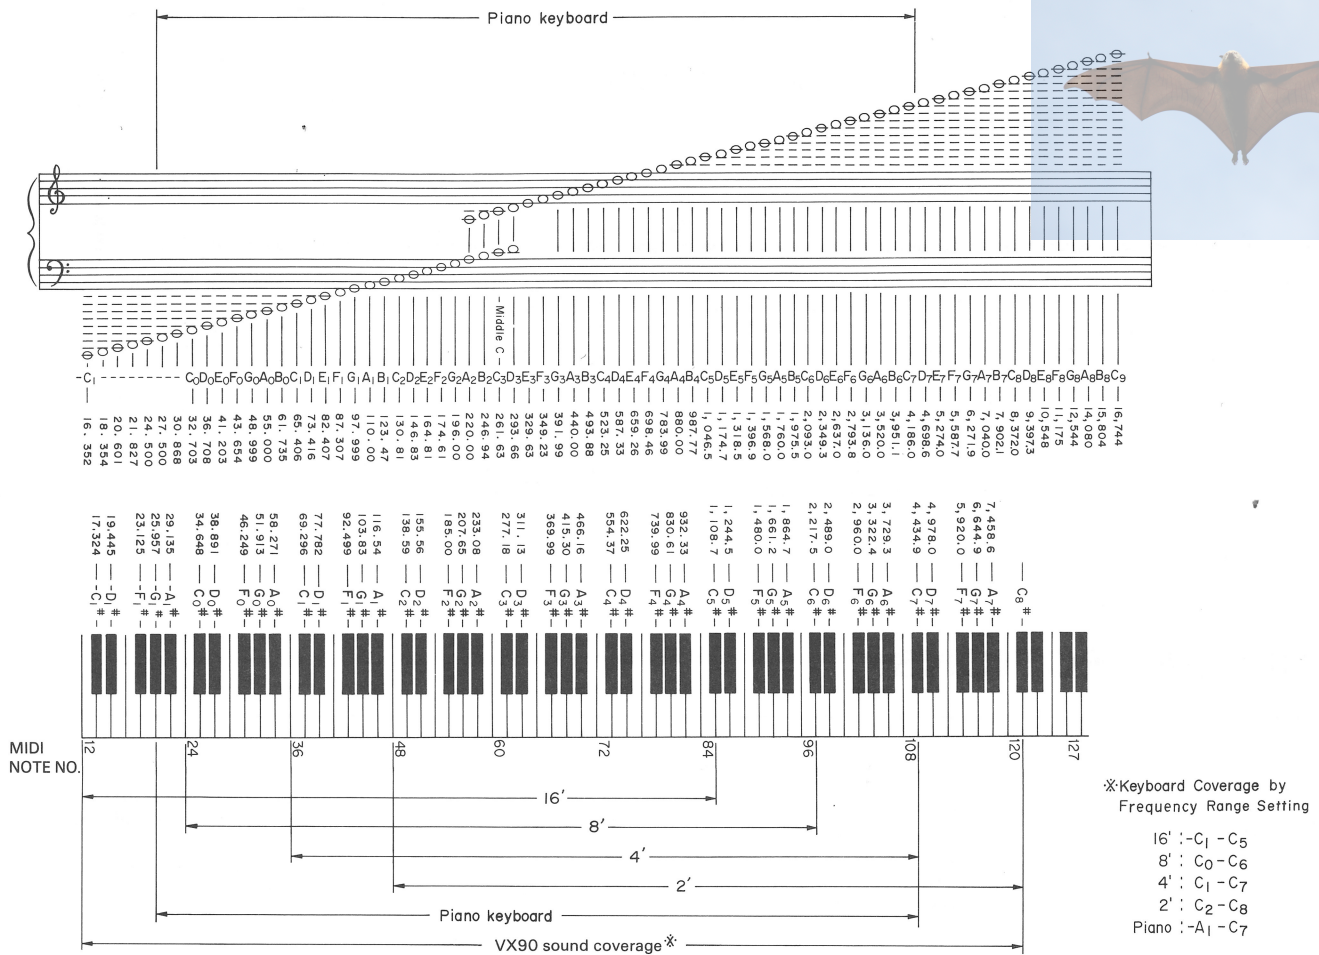 Piano keyboard
Middle C
-C1 - - - - - - - - - - - C0 D0 E0 F0 G0 A0 B0 C1 D1 E1 F1 G1 A1 B1 C2 D2 E2 F2 G2 A2 B2 C3 D3 E3 F3 G3 A3 B3 C4 D4 E4 F4 G4 A4 B4 C5 D5 E5 F5 G5 A5 B5 C6 D6 E6 F6 G6 A6 B6 C7 D7 E7 F7 G7 A7 B7 C8 D8 E8 F8 G8 A8 B8 C9
16.352 18.354 20.601 21.827 24.500 27.500 30.868 32.703 36.708 41.203 43.654 48.999 55.000 61.735 65.406 73.416 82.407 87.307 97.999 110.00 123.47 130.81 146.83 164.81 174.61 196.00 220.00 246.94 261.63 293.66 329.63 349.23 391.99 440.00 493.88 523.25 587.33 659.26 698.46 783.99 880.00 987.77 1,046.5 1,174.7 1,318.5 1,396.9 1,568.0 1,760.0 1,975.5 2,093.0 2,349.3 2,637.0 2,793.8 3,136.0 3,520.0 3,951.1 4,186.0 4,698.6 5,274.0 5,587.7 6,271.9 7,040.0 7,902.1 8,372.0 9,397.3 10,548 11,175 12,544 14,080 15,804 16,744
17.324 19.445 23.125 25.957 29.135 34.648 38.891 46.249 51.913 58.271 69.296 77.782 92.499 103.83 116.54 138.59 155.56 185.00 207.65 233.08 277.18 311.13 369.99 415.30 466.16 554.37 622.25 739.99 830.61 932.33 1,108.7 1,244.5 1,480.0 1,661.2 1,864.7 2,217.5 2,489.0 2,960.0 3,322.4 3,729.3 4,434.9 4,978.0 5,920.0 6,644.9 7,458.6
-C1# -D1# -F1# -G1# -A1# C0# D0# F0# G0# A0# C1# D1# F1# G1# A1# C2# D2# F2# G2# A2# C3# D3# F3# G3# A3# C4# D4# F4# G4# A4# C5# D5# F5# G5# A5# C6# D6# F6# G6# A6# C7# D7# F7# G7# A7# C8#
MIDI
NOTE NO.
12 24 36 48 60 72 84 96 108 120 127
16'
8'
4'
2'
Piano keyboard
VX90 sound coverage※
※Keyboard Coverage by
Frequency Range Setting
16' : -C1 - C5
8' : C0 - C6
4' : C1 - C7
2' : C2 - C8
Piano : -A1 - C7